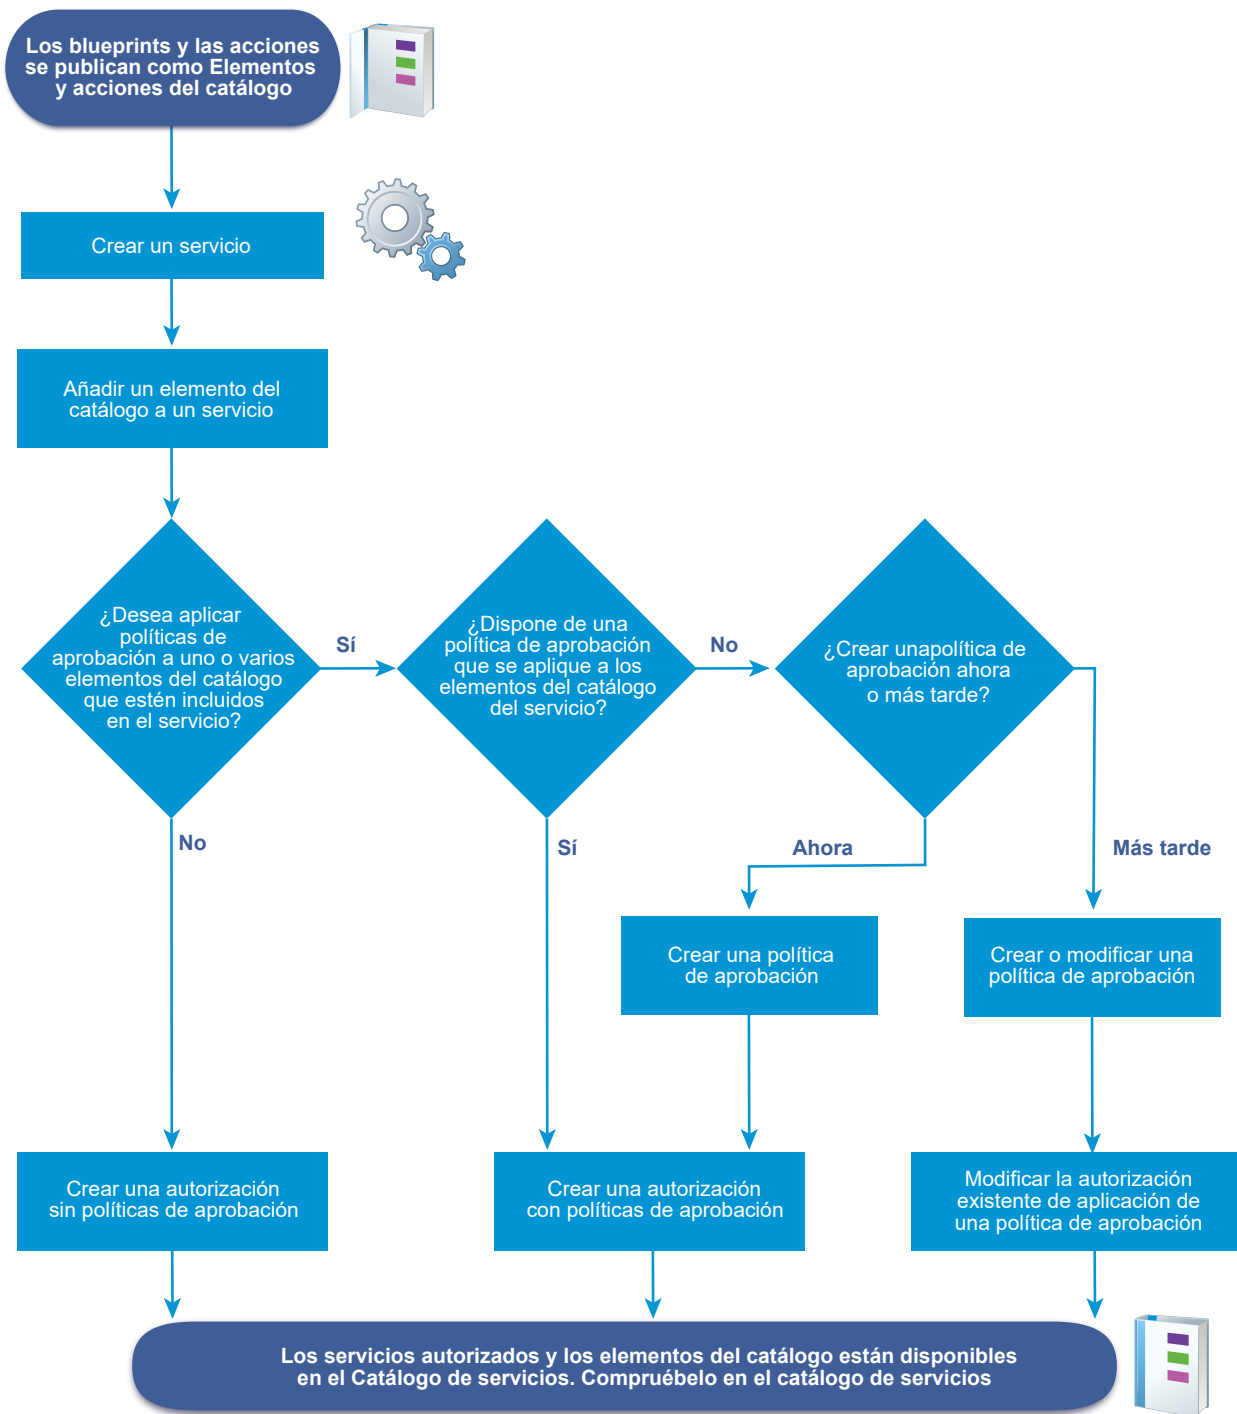 Los blueprints y las acciones
se publican como Elementos
y acciones del catálogo
Crear un servicio
Añadir un elemento del
catálogo a un servicio
¿Desea aplicar
políticas de
aprobación a uno o varios
elementos del catálogo
que estén incluidos
en el servicio?
Sí
¿Dispone de una
política de aprobación
que se aplique a los
elementos del catálogo
del servicio?
No
¿Crear unapolítica de
aprobación ahora
o más tarde?
No
Sí
Ahora
Más tarde
Crear una política
de aprobación
Crear o modificar una
política de aprobación
Crear una autorización
sin políticas de aprobación
Crear una autorización
con políticas de aprobación
Modificar la autorización
existente de aplicación de
una política de aprobación
Los servicios autorizados y los elementos del catálogo están disponibles
en el Catálogo de servicios. Compruébelo en el catálogo de servicios